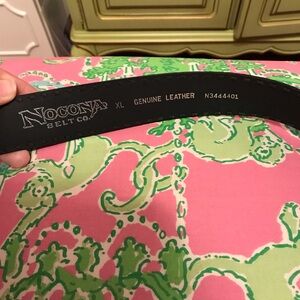 NOCONA
BELT CO.
XL GENUINE LEATHER N3444401